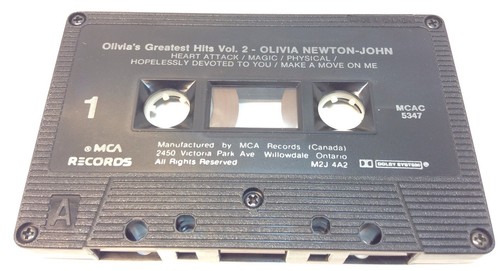 Olivia's Greatest Hits Vol. 2 - OLIVIA NEWTON-JOHN
HEART ATTACK / MAGIC / PHYSICAL /
HOPELESSLY DEVOTED TO YOU / MAKE A MOVE ON ME
1
MCAC
5347
® MCA
RECORDS
Manufactured by MCA Records (Canada)
2450 Victoria Park Ave Willowdale Ontario
All Rights Reserved
M2J 4A2
DOLBY SYSTEM
A